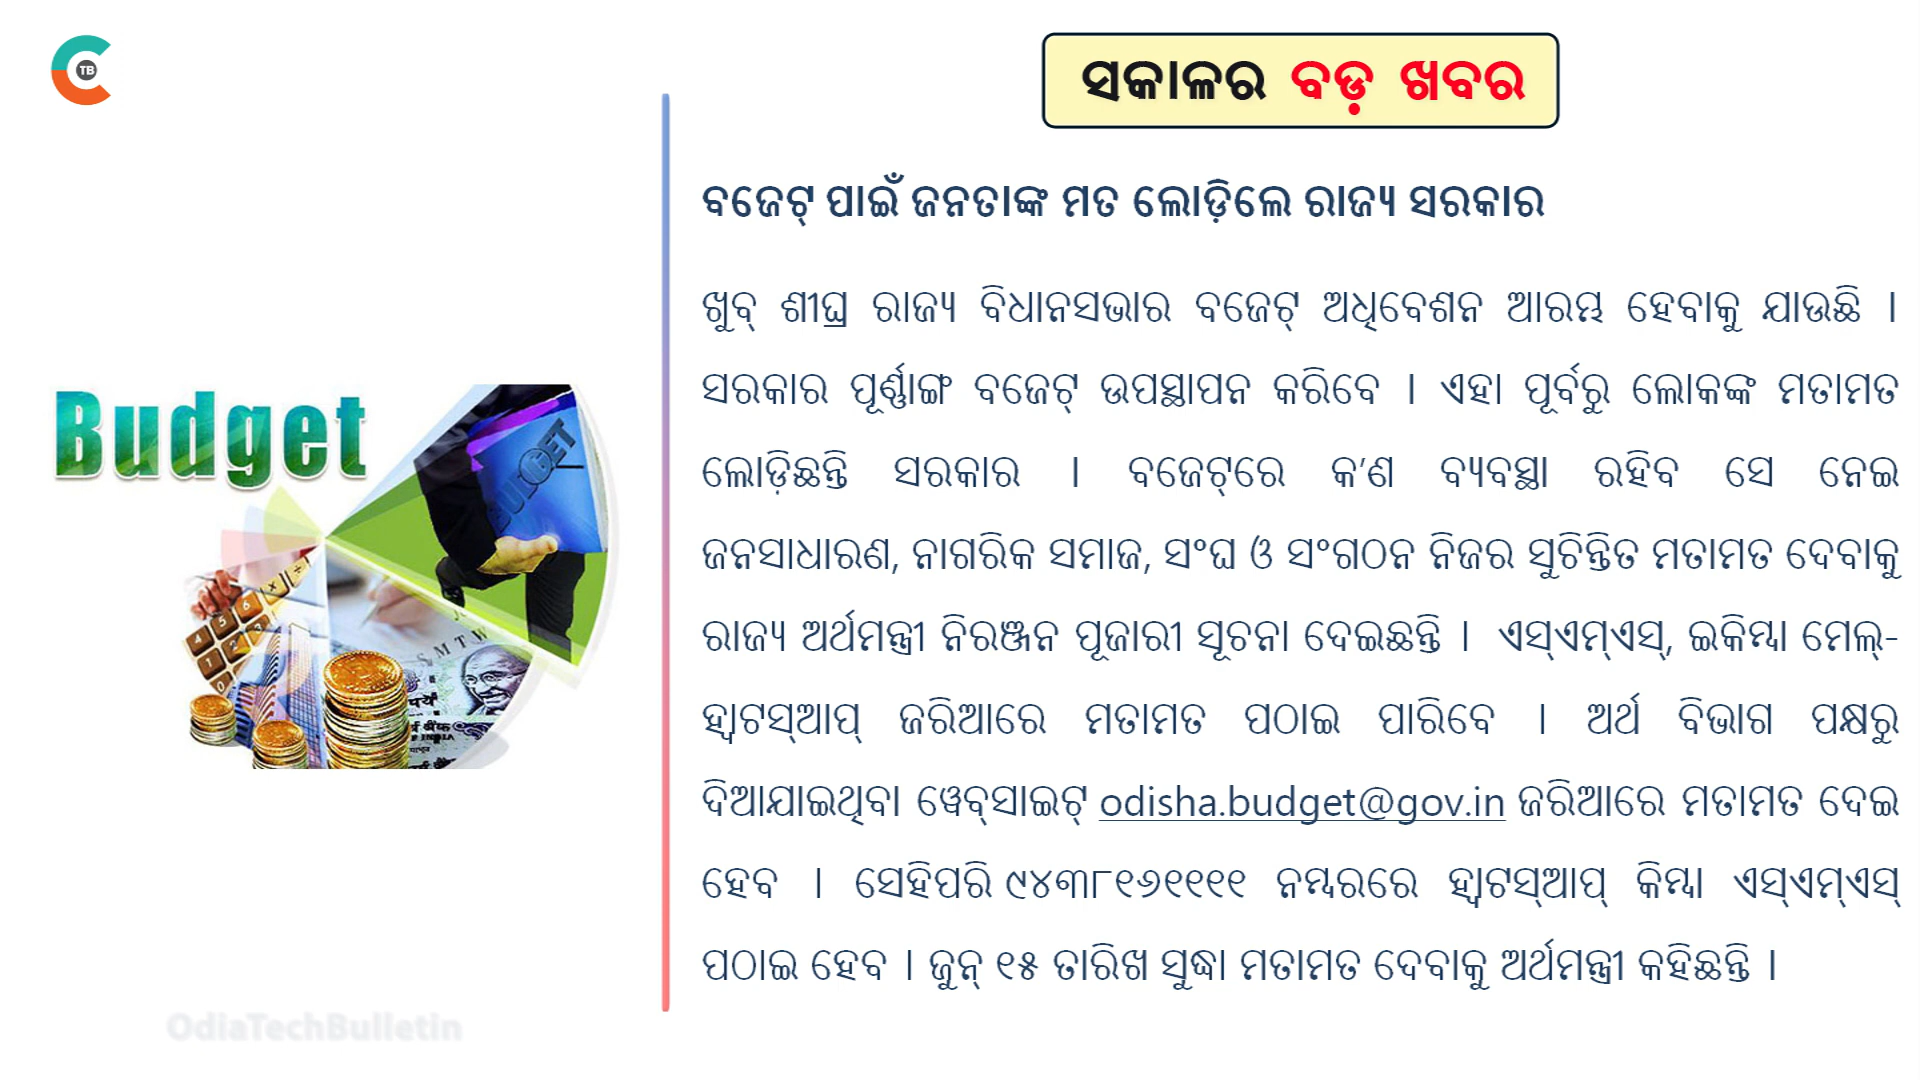 TB
ସକାଳର ବଡ଼ ଖବର
ବଜେଟ୍ ପାଇଁ ଜନତାଙ୍କ ମତ ଲୋଡ଼ିଲେ ରାଜ୍ୟ ସରକାର
ଖୁବ୍ ଶୀଘ୍ର ରାଜ୍ୟ ବିଧାନସଭାର ବଜେଟ୍ ଅଧିବେଶନ ଆରମ୍ଭ ହେବାକୁ ଯାଉଛି ।
ସରକାର ପୂର୍ଣ୍ଣାଙ୍ଗ ବଜେଟ୍ ଉପସ୍ଥାପନ କରିବେ । ଏହା ପୂର୍ବରୁ ଲୋକଙ୍କ ମତାମତ
ଲୋଡ଼ିଛନ୍ତି ସରକାର । ବଜେଟ୍‌ରେ କ'ଣ ବ୍ୟବସ୍ଥା ରହିବ ସେ ନେଇ
ଜନସାଧାରଣ, ନାଗରିକ ସମାଜ, ସଂଘ ଓ ସଂଗଠନ ନିଜର ସୁଚିନ୍ତିତ ମତାମତ ଦେବାକୁ
ରାଜ୍ୟ ଅର୍ଥମନ୍ତ୍ରୀ ନିରଞ୍ଜନ ପୂଜାରୀ ସୂଚନା ଦେଇଛନ୍ତି । ଏସ୍ଏମ୍ଏସ୍, ଇକିମ୍ବା ମେଲ୍-
ହ୍ୱାଟସ୍ଆପ୍ ଜରିଆରେ ମତାମତ ପଠାଇ ପାରିବେ । ଅର୍ଥ ବିଭାଗ ପକ୍ଷରୁ
ଦିଆଯାଇଥିବା ୱେବ୍‌ସାଇଟ୍ odisha.budget@gov.in ଜରିଆରେ ମତାମତ ଦେଇ
ହେବ । ସେହିପରି ୯୪୩୮୧୬୧୧୧୧ ନମ୍ବରରେ ହ୍ୱାଟସ୍ଆପ୍ କିମ୍ବା ଏସ୍ଏମ୍ଏସ୍
ପଠାଇ ହେବ । ଜୁନ୍ ୧୫ ତାରିଖ ସୁଦ୍ଧା ମତାମତ ଦେବାକୁ ଅର୍ଥମନ୍ତ୍ରୀ କହିଛନ୍ତି ।
Budget
BUDGET
S M T W
OdiaTechBulletin